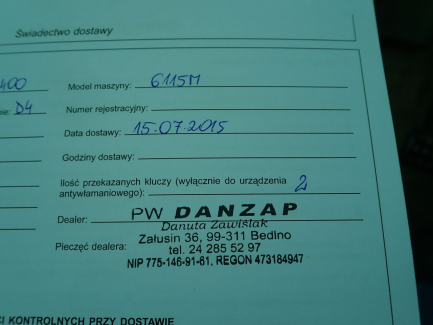 Świadectwo dostawy
400
Model maszyny: 6115M
D4
Numer rejestracyjny:
Data dostawy: 15.07.2015
Godziny dostawy:
Ilość przekazanych kluczy (wyłącznie do urządzenia
antywłamaniowego): 2
Dealer: PW DANZAP
Danuta Zawiślak
Pieczęć dealera: Załusin 36, 99-311 Bedlno
tel. 24 285 52 97
NIP 775-146-91-61, REGON 473184947
KONTROLNYCH PRZY DOSTAWIE